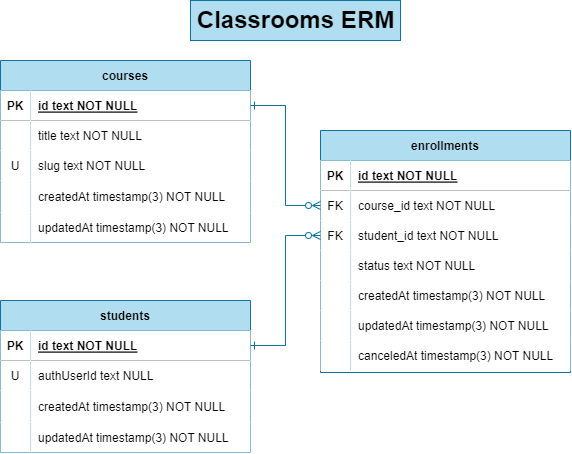 Classrooms ERM
courses
PK id text NOT NULL
title text NOT NULL
U slug text NOT NULL
createdAt timestamp(3) NOT NULL
updatedAt timestamp(3) NOT NULL
enrollments
PK id text NOT NULL
FK course_id text NOT NULL
FK student_id text NOT NULL
status text NOT NULL
createdAt timestamp(3) NOT NULL
updatedAt timestamp(3) NOT NULL
canceledAt timestamp(3) NOT NULL
students
PK id text NOT NULL
U authUserId text NULL
createdAt timestamp(3) NOT NULL
updatedAt timestamp(3) NOT NULL